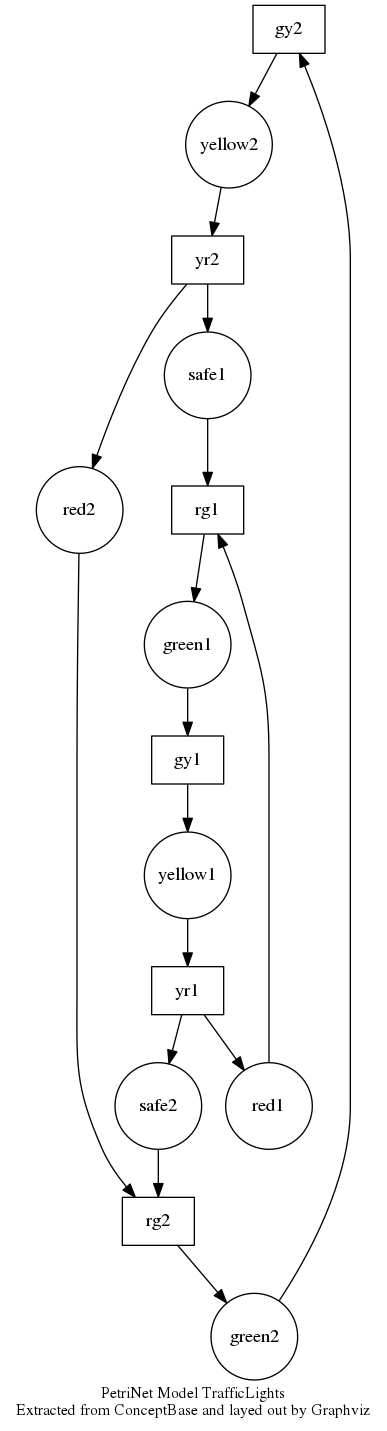 gy2
yellow2
yr2
safe1
red2
rg1
green1
gy1
yellow1
yr1
safe2
red1
rg2
green2
PetriNet Model TrafficLights
Extracted from ConceptBase and layed out by Graphviz